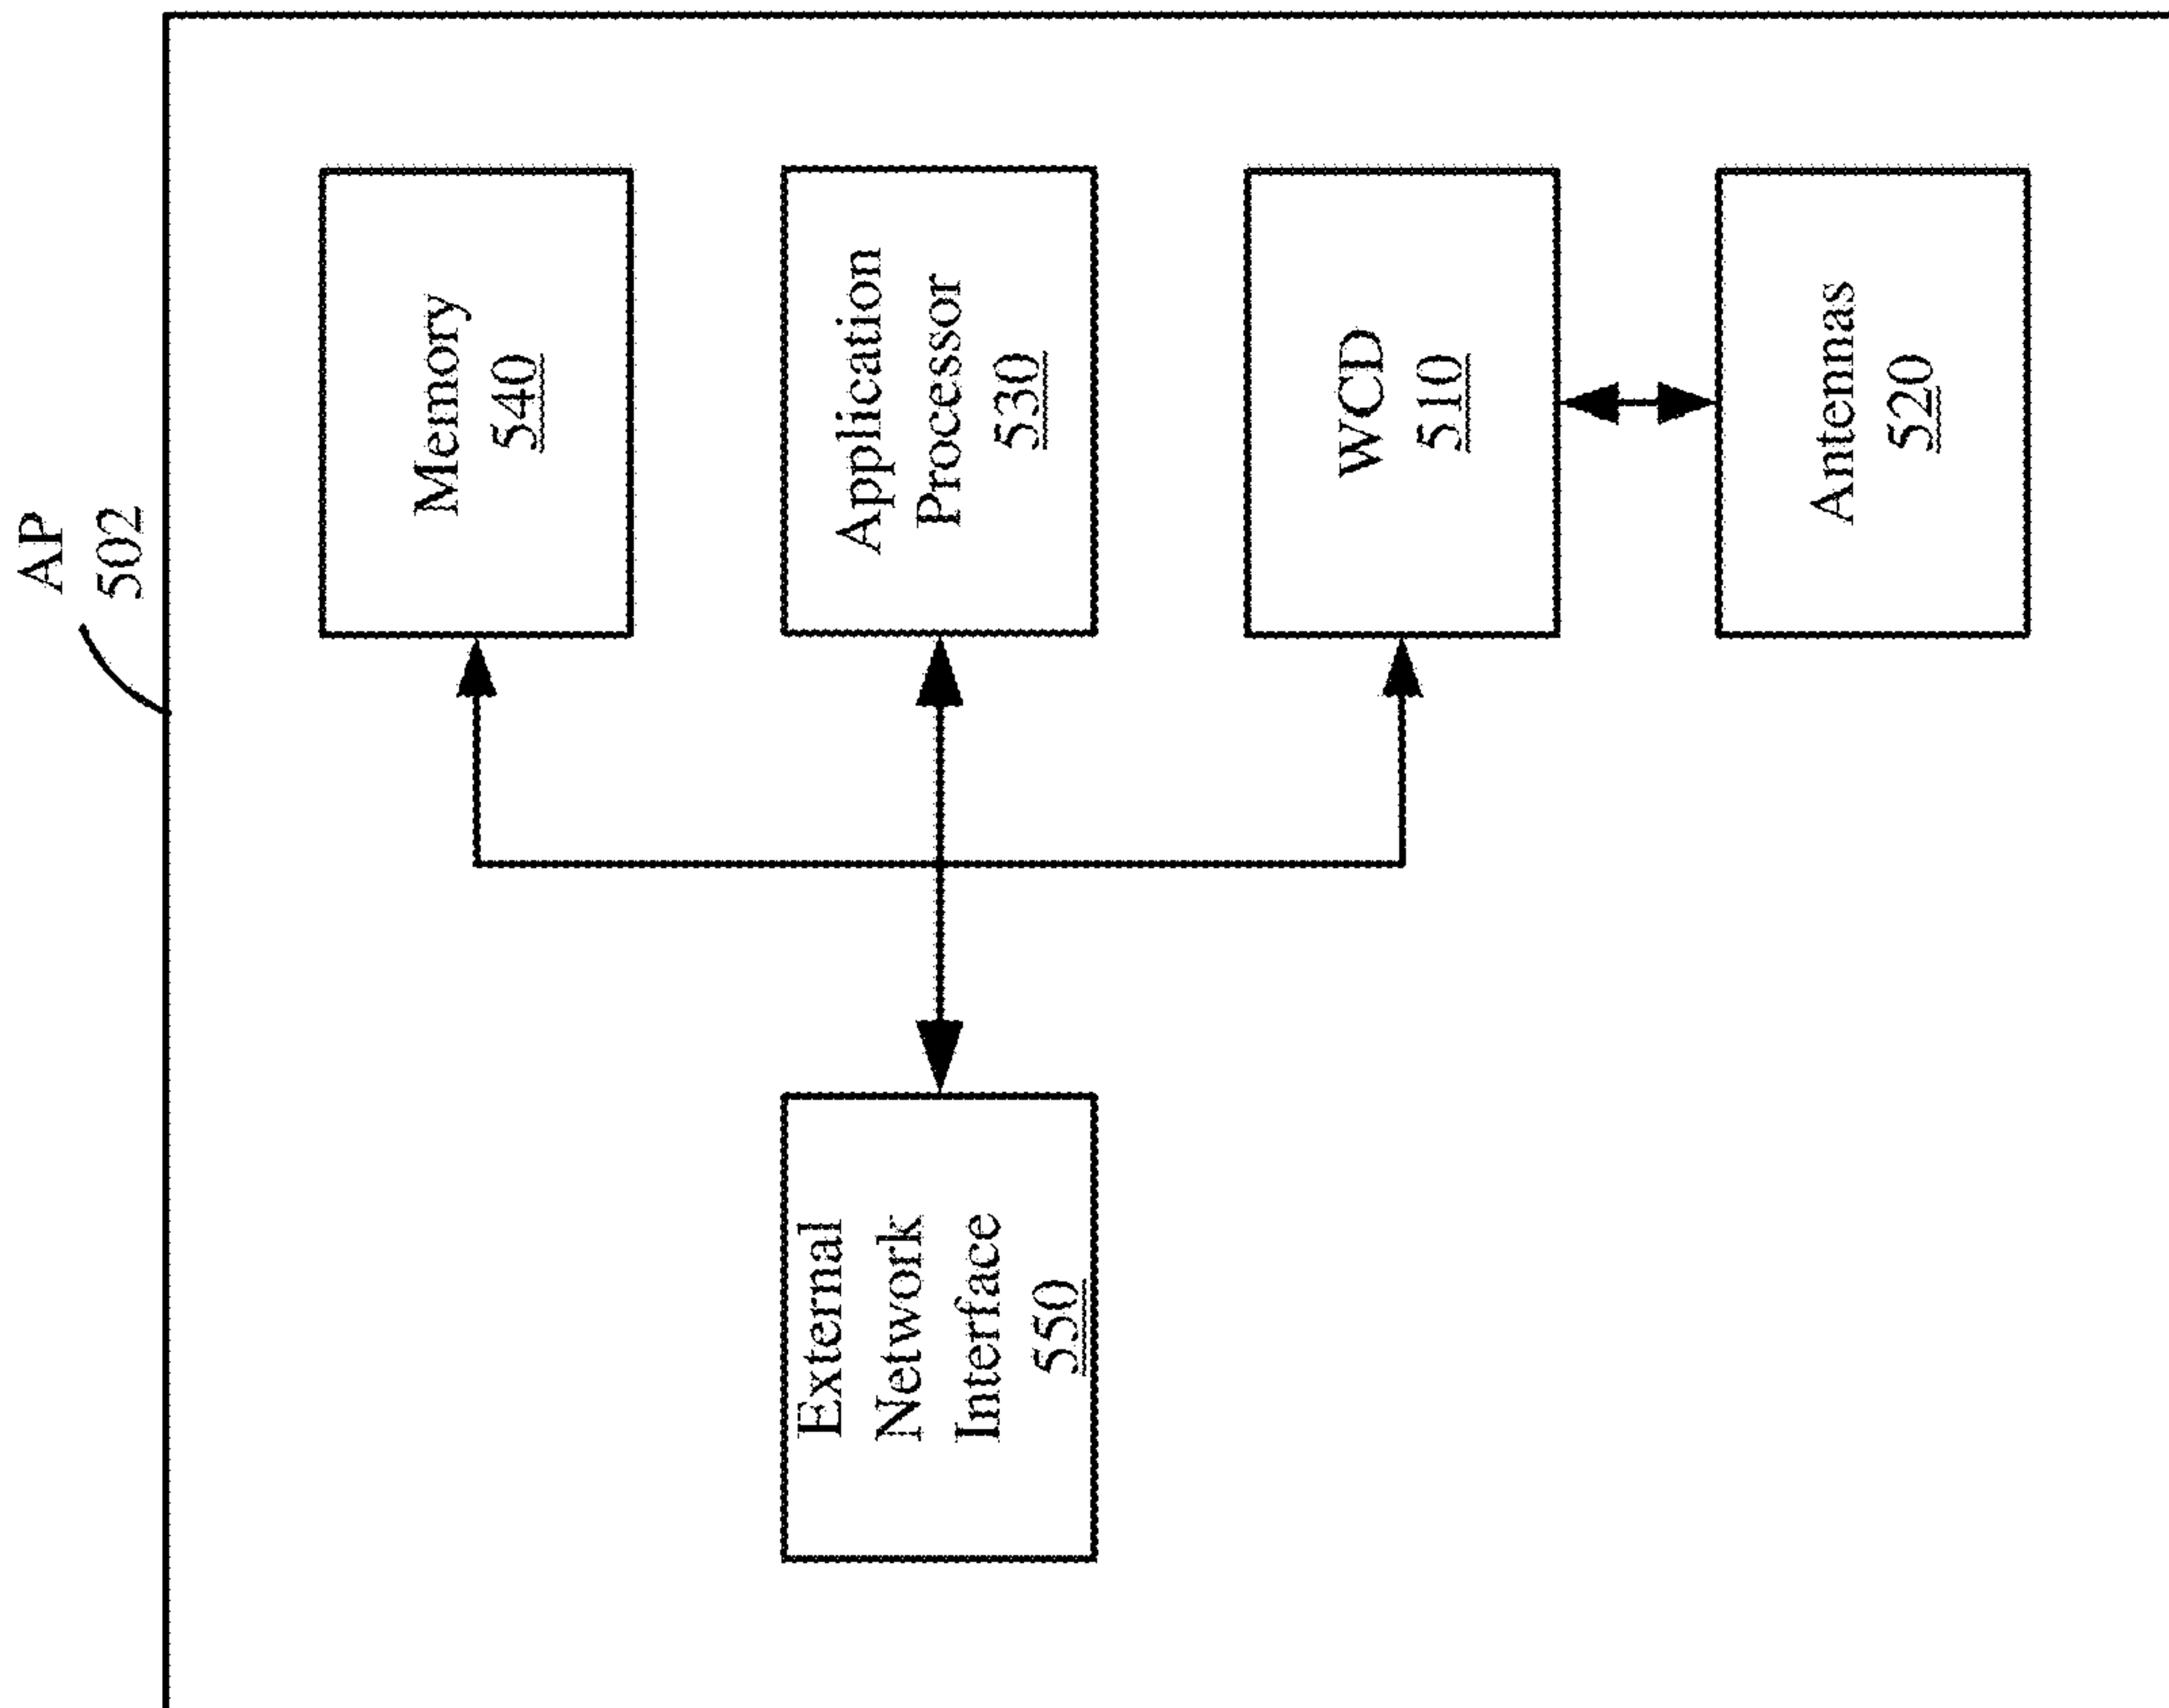 AP
502
Memory
540
Application
Processor
530
WCD
510
Antennas
520
External
Network
Interface
550